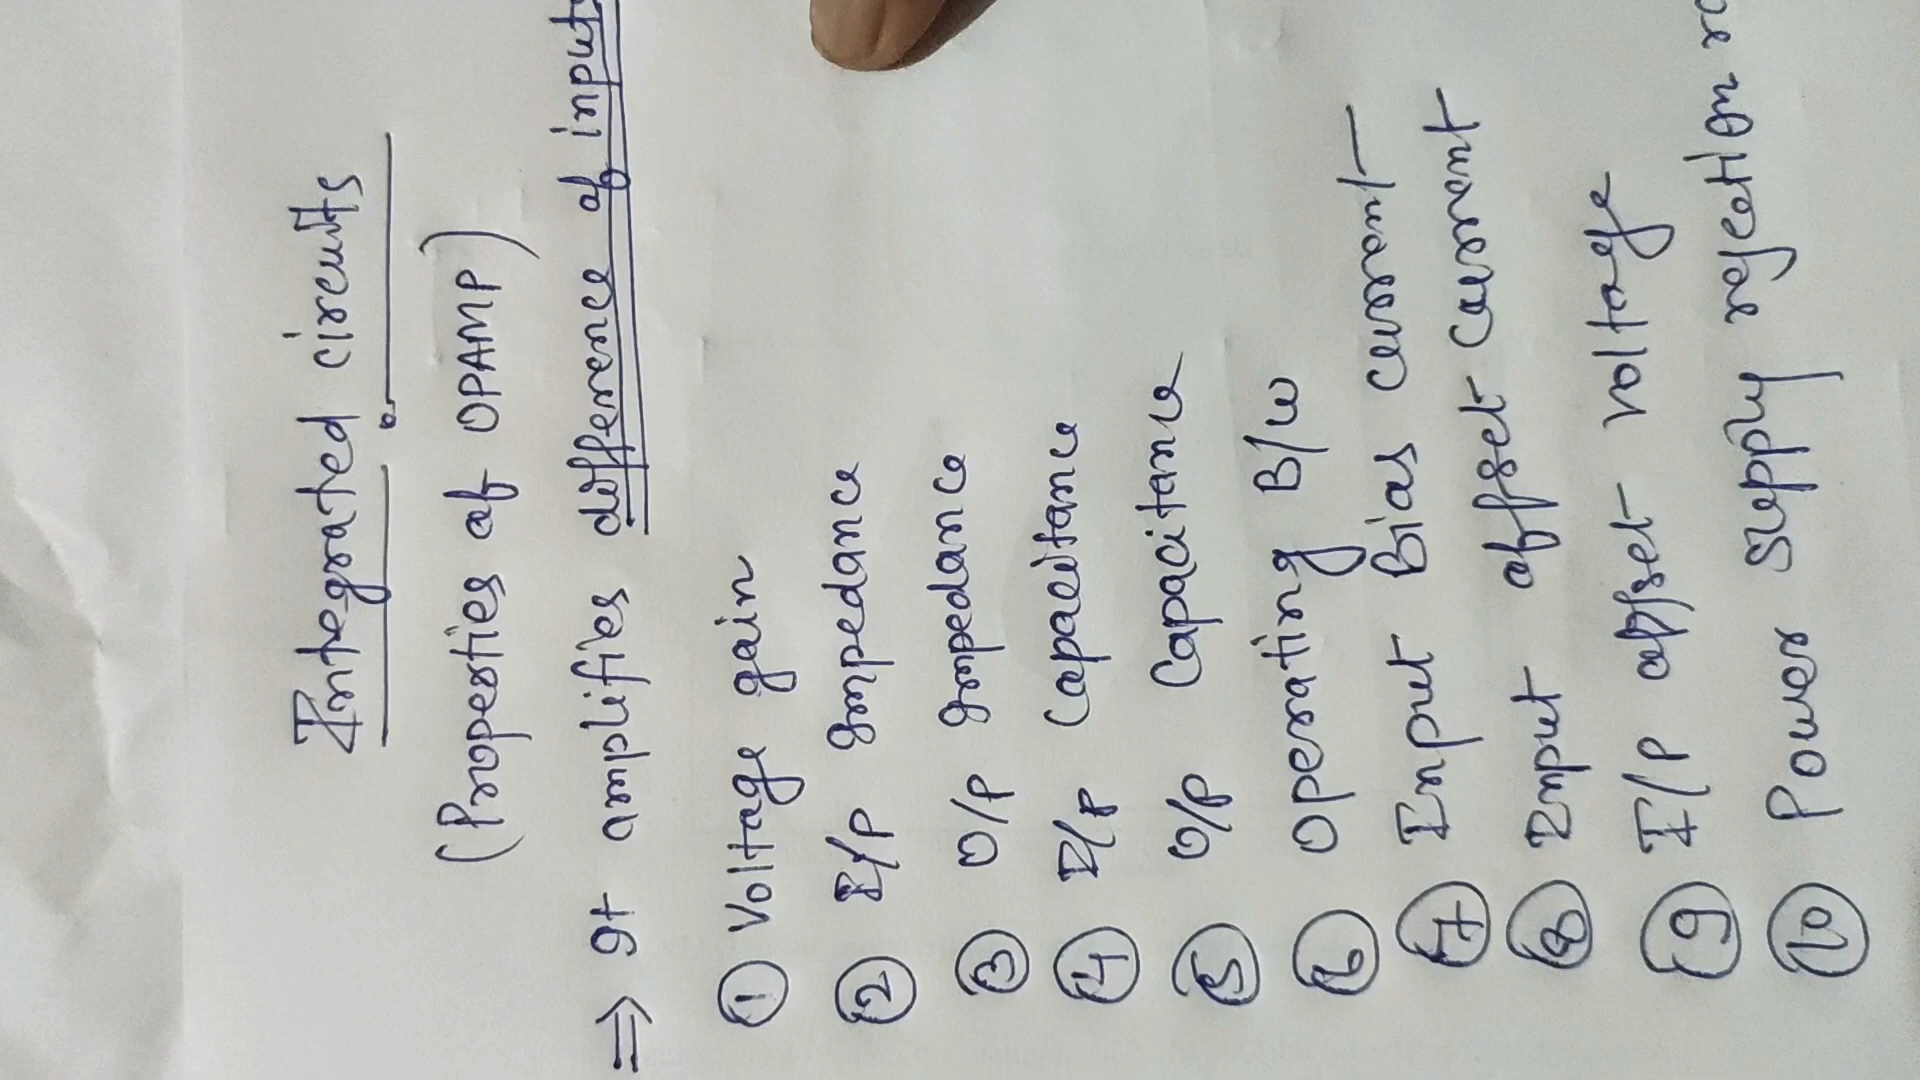 Integrated circuits
(Properties of OPAMP)
⇒ It amplifies difference of input
① Voltage gain
② I/P Impedance
③ O/P Impedance
④ I/P Capacitance
⑤ O/P Capacitance
⑥ Operating B/W
⑦ Input Bias current
⑧ Input offset current
⑨ I/P offset voltage
⑩ Power supply rejection